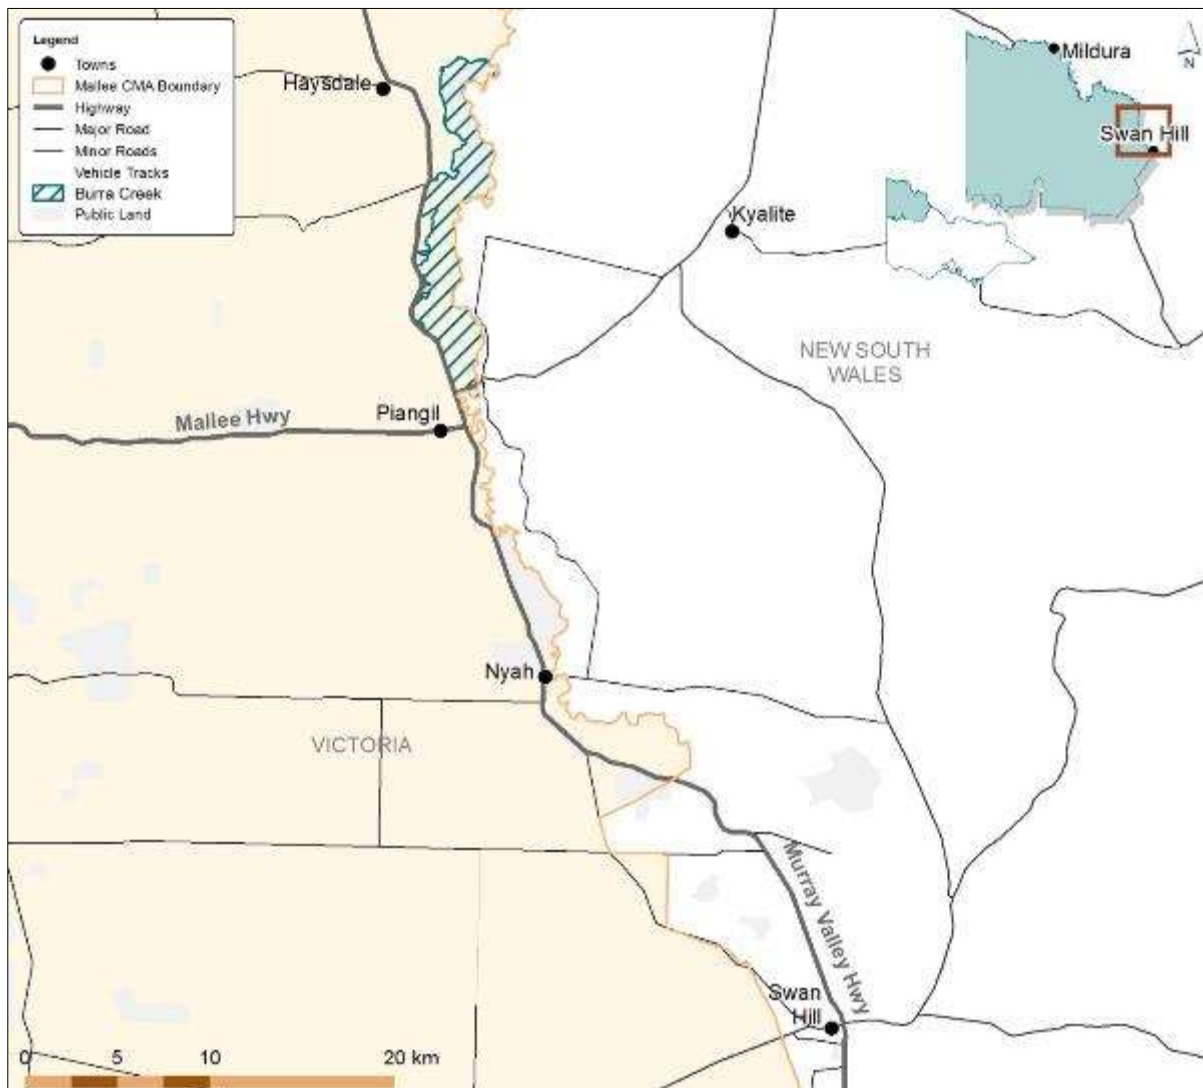 Legend
Towns
Mallee CMA Boundary
Highway
Major Road
Minor Roads
Vehicle Tracks
Burra Creek
Public Land
Haysdale
Mildura
N
Swan Hill
Kyalite
NEW SOUTH
WALES
Mallee Hwy
Piangil
Nyah
VICTORIA
Murray Valley Hwy
Swan
Hill
0 5 10 20 km